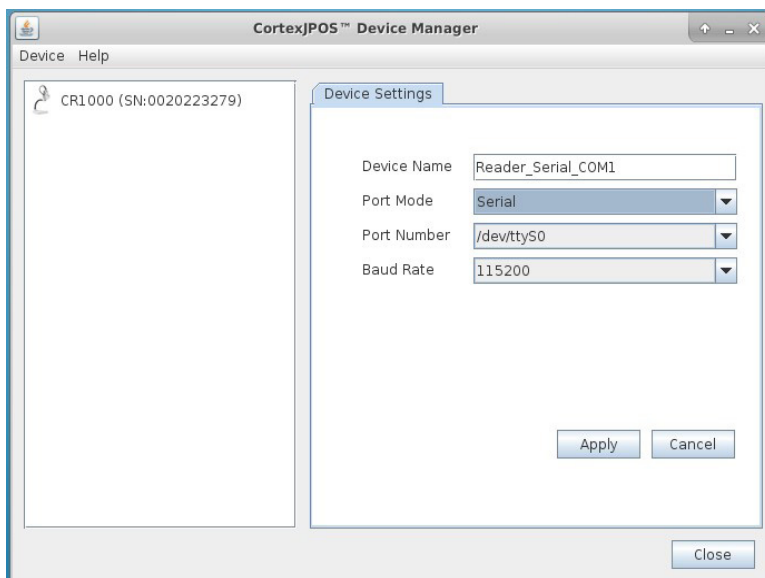 CortexJPOS™ Device Manager
Device Help
CR1000 (SN:0020223279)
Device Settings
Device Name Reader_Serial_COM1
Port Mode Serial
Port Number /dev/ttyS0
Baud Rate 115200
Apply Cancel
Close